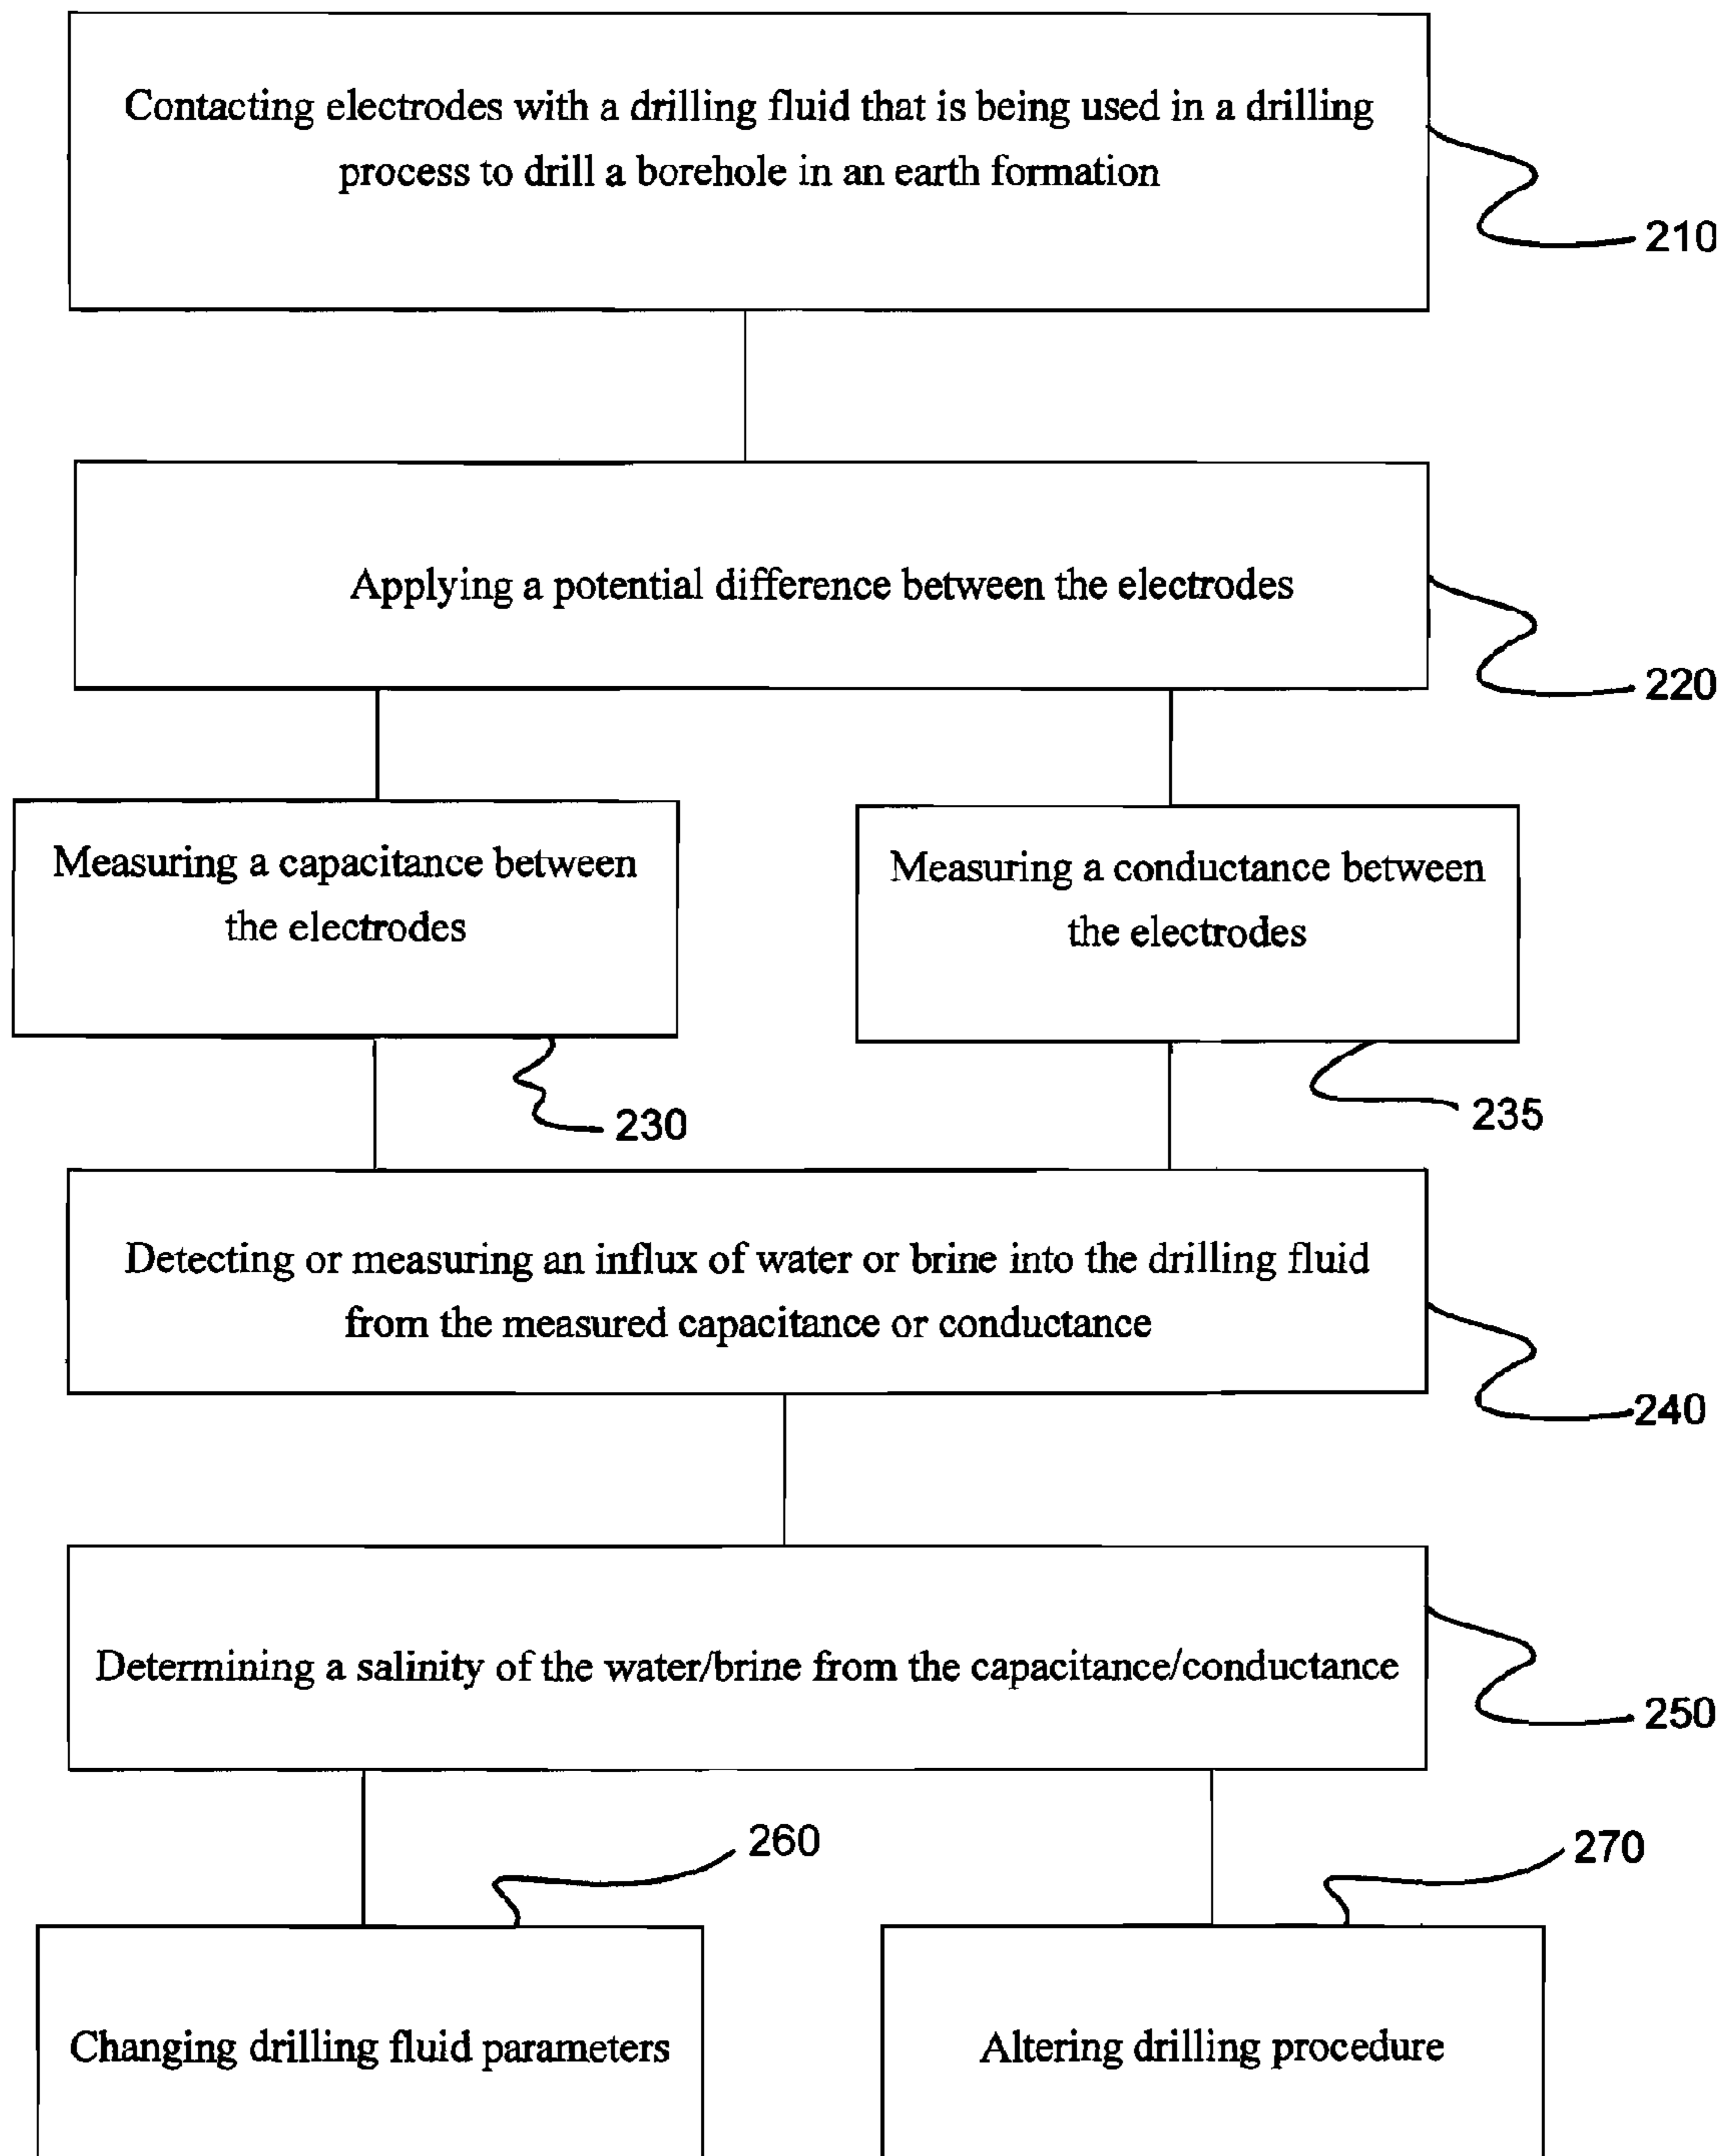 Contacting electrodes with a drilling fluid that is being used in a drilling
process to drill a borehole in an earth formation
210
Applying a potential difference between the electrodes
220
Measuring a capacitance between
the electrodes
230
Measuring a conductance between
the electrodes
235
Detecting or measuring an influx of water or brine into the drilling fluid
from the measured capacitance or conductance
240
Determining a salinity of the water/brine from the capacitance/conductance
250
260
Changing drilling fluid parameters
270
Altering drilling procedure